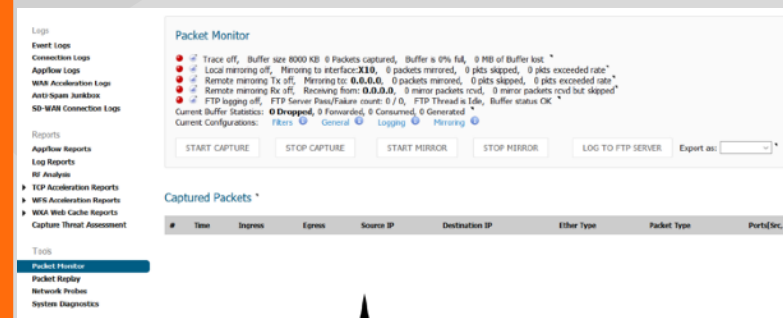 Logs
Event Logs
Connection Logs
Appflow Logs
WAN Acceleration Logs
Anti-Spam Junkbox
SD-WAN Connection Logs
Reports
Appflow Reports
Log Reports
RF Analysis
TCP Acceleration Reports
WFS Acceleration Reports
WXA Web Cache Reports
Capture Threat Assessment
Tools
Packet Monitor
Packet Replay
Network Probes
System Diagnostics
Packet Monitor
Trace off, Buffer size 8000 KB 0 Packets captured, Buffer is 0% full, 0 MB of Buffer lost *
Local mirroring off, Mirroring to interface:X10, 0 packets mirrored, 0 pkts skipped, 0 pkts exceeded rate*
Remote mirroring Tx off, Mirroring to: 0.0.0.0, 0 packets mirrored, 0 pkts skipped, 0 pkts exceeded rate*
Remote mirroring Rx off, Receiving from: 0.0.0.0, 0 mirror packets rcvd, 0 mirror packets rcvd but skipped*
FTP logging off, FTP Server Pass/Failure count: 0 / 0, FTP Thread is Idle, Buffer status OK *
Current Buffer Statistics: 0 Dropped, 0 Forwarded, 0 Consumed, 0 Generated *
Current Configurations: Filters General Logging Mirroring
START CAPTURE STOP CAPTURE START MIRROR STOP MIRROR LOG TO FTP SERVER Export as: *
Captured Packets *
# Time Ingress Egress Source IP Destination IP Ether Type Packet Type Ports[Src,